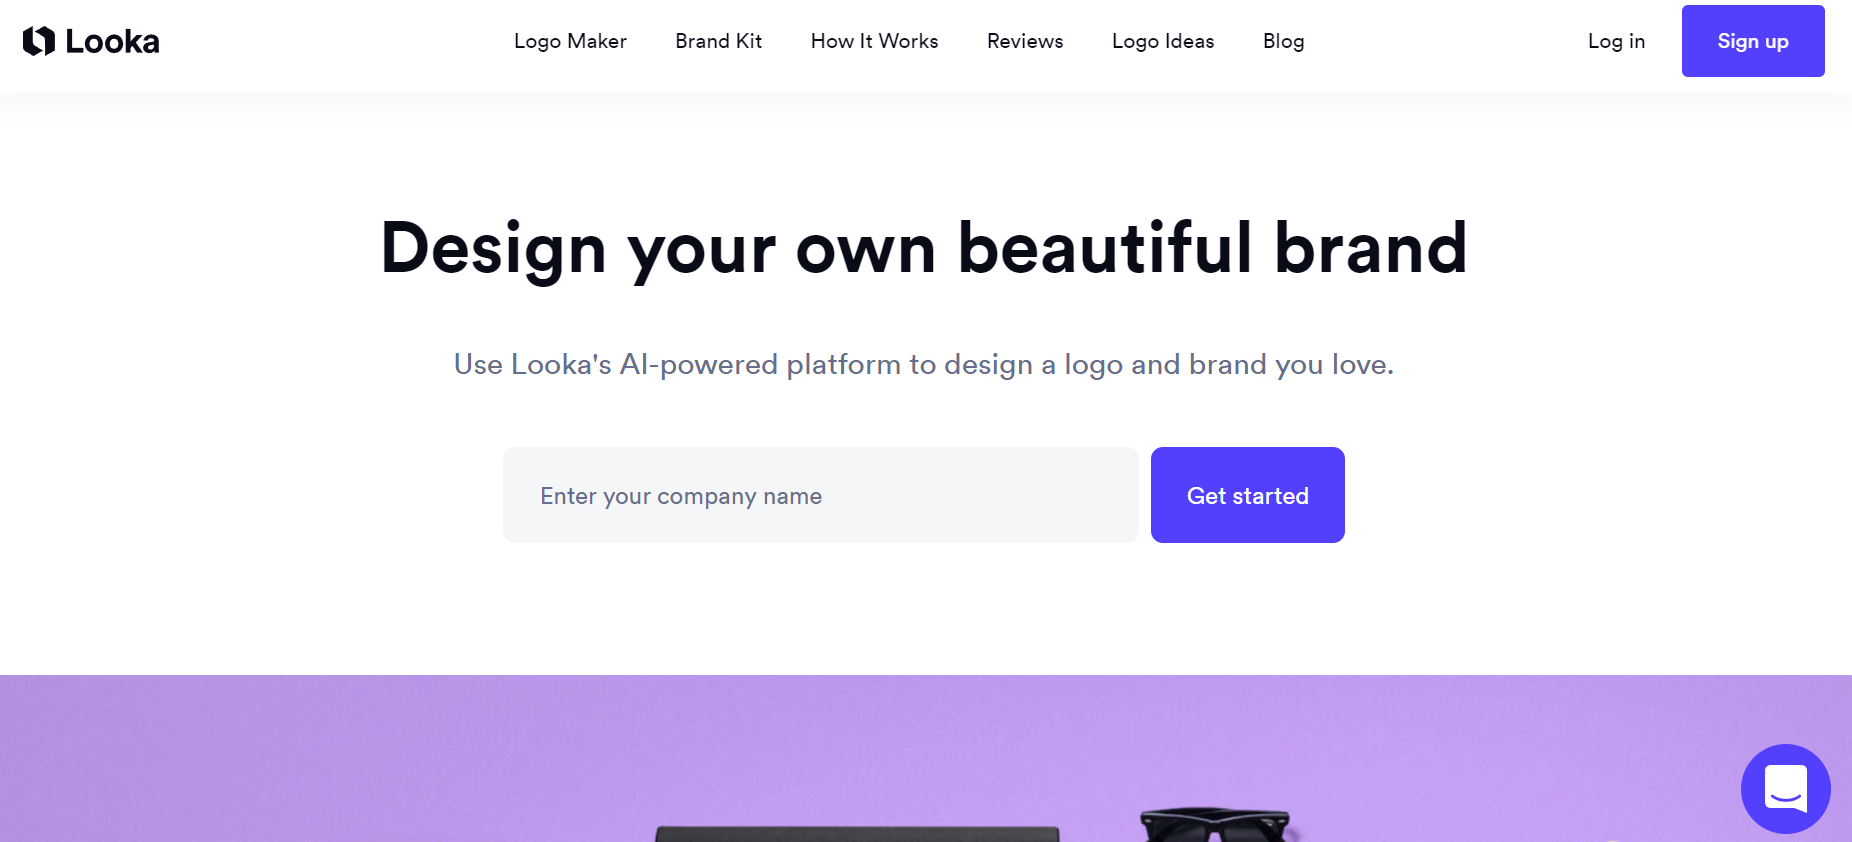 Looka
Logo Maker
Brand Kit
How It Works
Reviews
Logo Ideas
Blog
Log in
Sign up
Design your own beautiful brand
Use Looka's AI-powered platform to design a logo and brand you love.
Enter your company name
Get started